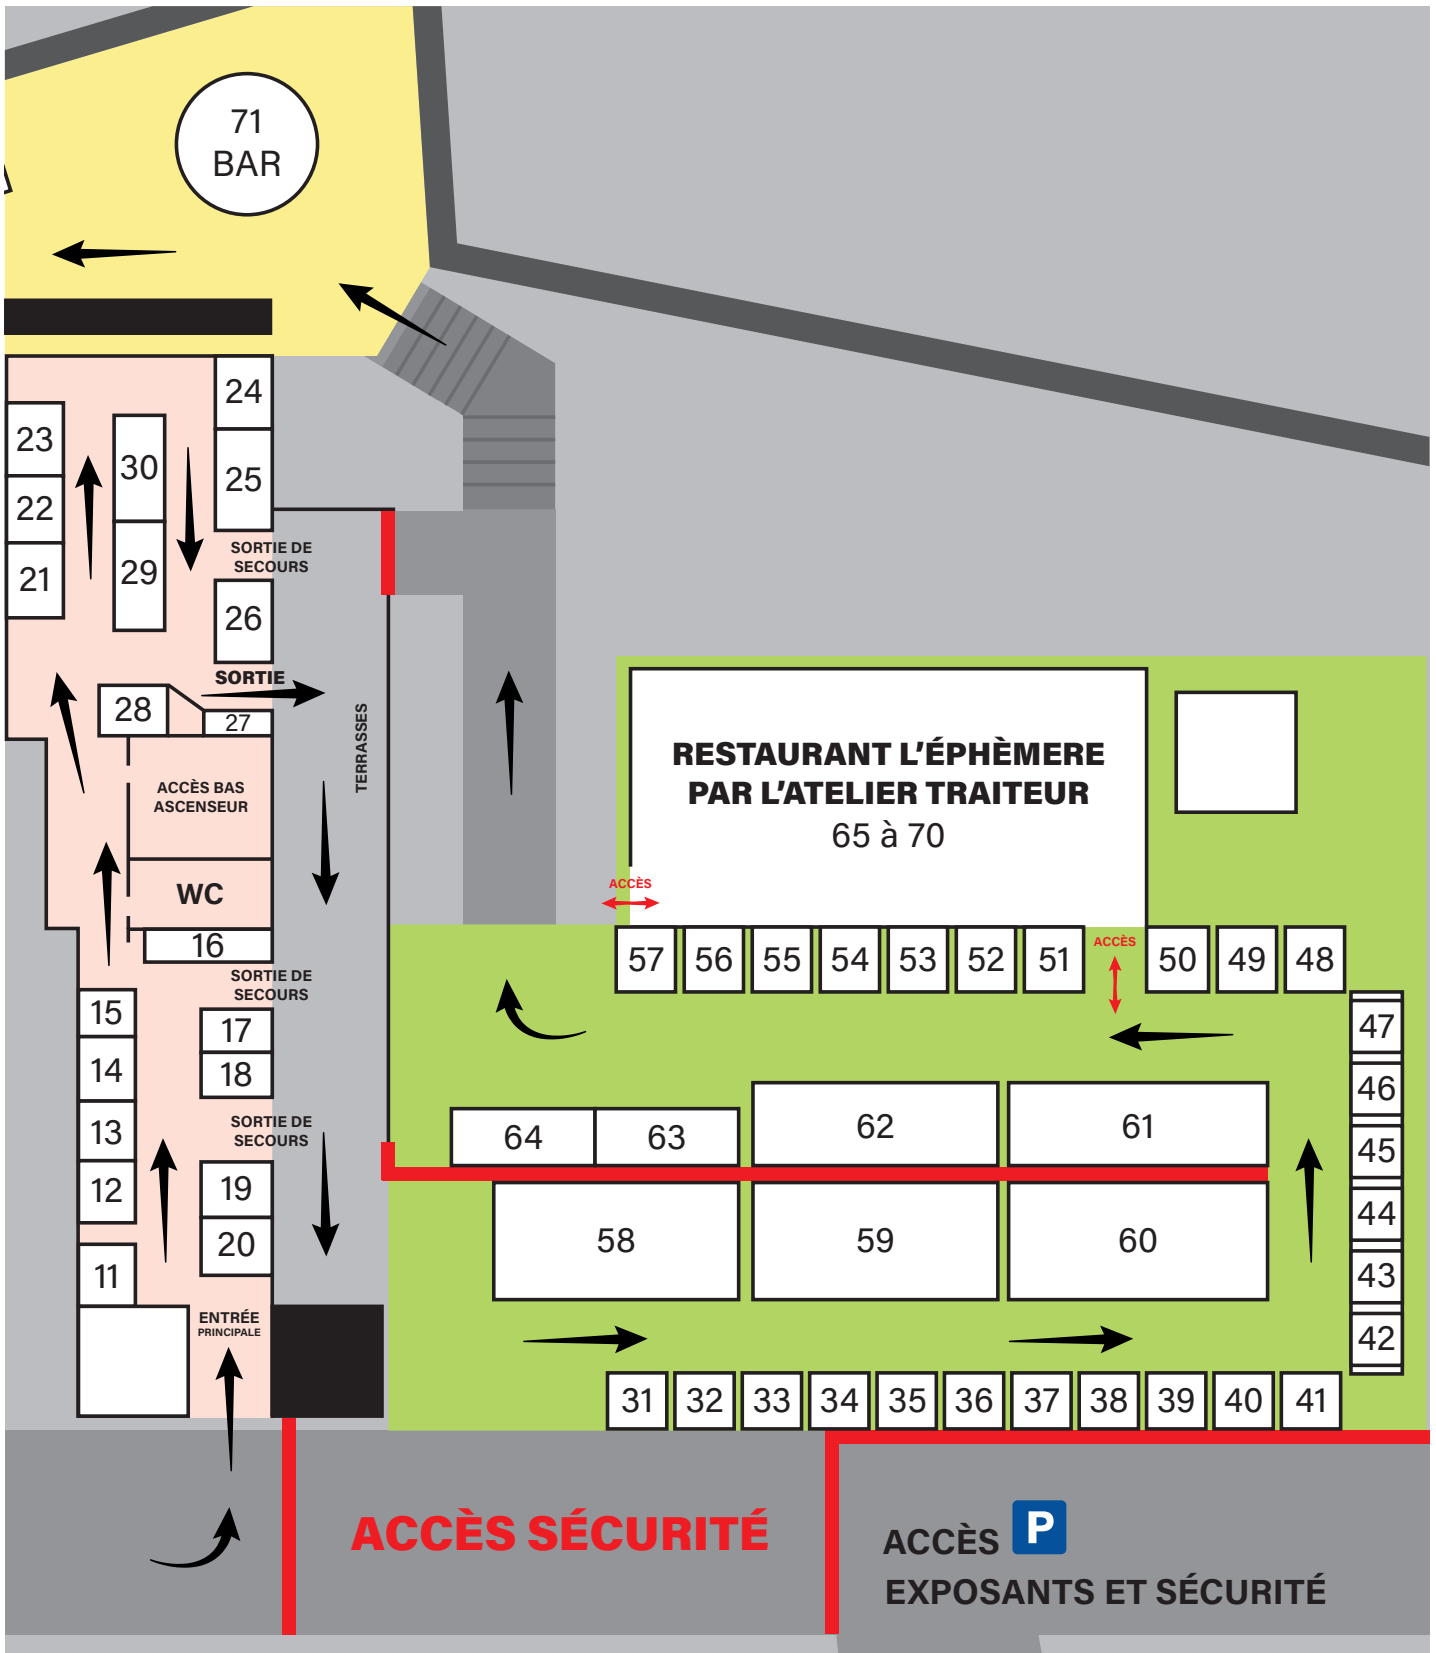 71
BAR
24
23
30
25
22
SORTIE DE
SECOURS
21
29
26
SORTIE
28
27
TERRASSES
ACCÈS BAS
ASCENSEUR
WC
16
SORTIE DE
SECOURS
15
17
14
18
SORTIE DE
SECOURS
13
12
19
20
11
ENTRÉE
PRINCIPALE
RESTAURANT L'ÉPHÈMERE
PAR L'ATELIER TRAITEUR
65 à 70
ACCÈS
57
56
55
54
53
52
51
ACCÈS
50
49
48
47
46
45
44
43
42
64
63
62
61
58
59
60
31
32
33
34
35
36
37
38
39
40
41
ACCÈS SÉCURITÉ
ACCÈS P
EXPOSANTS ET SÉCURITÉ